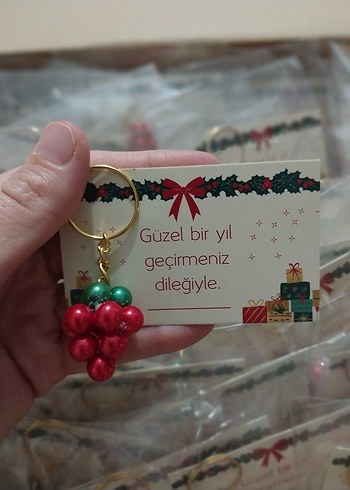 Güzel bir yıl
geçirmeniz
dileğiyle.